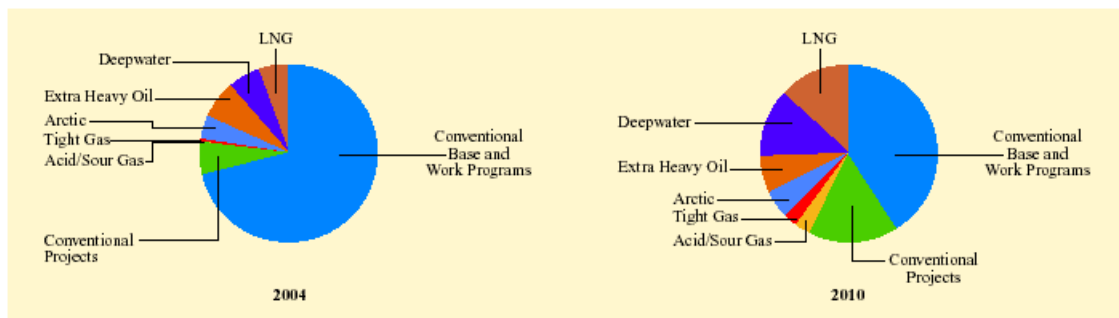 LNG
Deepwater
Extra Heavy Oil
Arctic
Tight Gas
Acid/Sour Gas
Conventional
Base and
Work Programs
Conventional
Projects
2004
LNG
Deepwater
Extra Heavy Oil
Arctic
Tight Gas
Acid/Sour Gas
Conventional
Base and
Work Programs
Conventional
Projects
2010